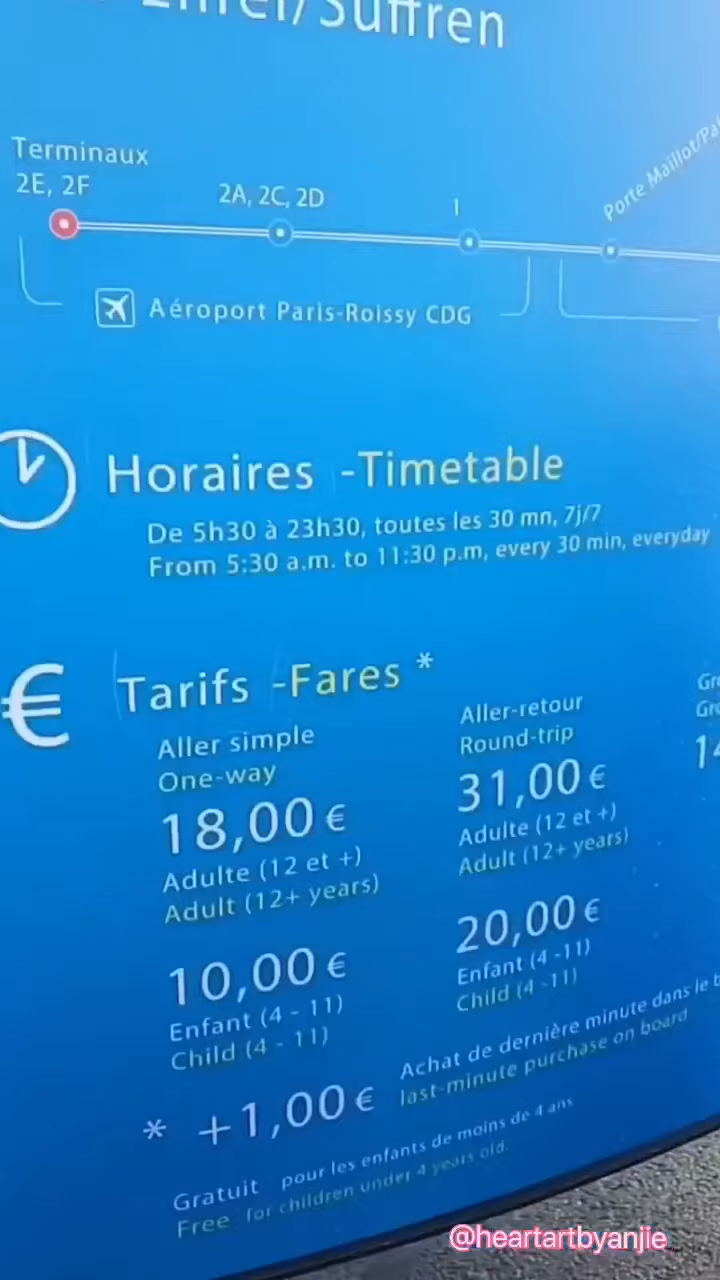 Eiffel/Suffren
Terminaux
2E, 2F
2A, 2C, 2D
1
Porte Maillot/
Aéroport Paris-Roissy CDG
Horaires -Timetable
De 5h30 à 23h30, toutes les 30 mn, 7j/7
From 5:30 a.m. to 11:30 p.m, every 30 min, everyday
€ Tarifs -Fares *
Aller simple
One-way
18,00 €
Adulte (12 et +)
Adult (12+ years)
10,00 €
Enfant (4 - 11)
Child (4 - 11)
Aller-retour
Round-trip
31,00 €
Adulte (12 et +)
Adult (12+ years)
20,00 €
Enfant (4 -11)
Child (4 -11)
* +1,00 €
Achat de dernière minute dans le
last-minute purchase on board
Gratuit pour les enfants de moins de 4 ans
Free for children under 4 years old.
@heartartbyanjie